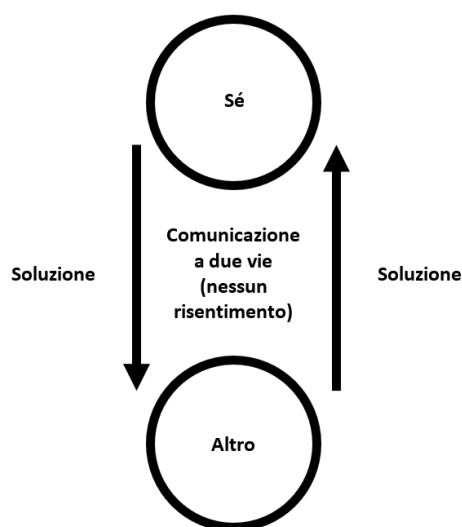 Sé
Comunicazione
a due vie
(nessun
risentimento)
Soluzione
Soluzione
Altro